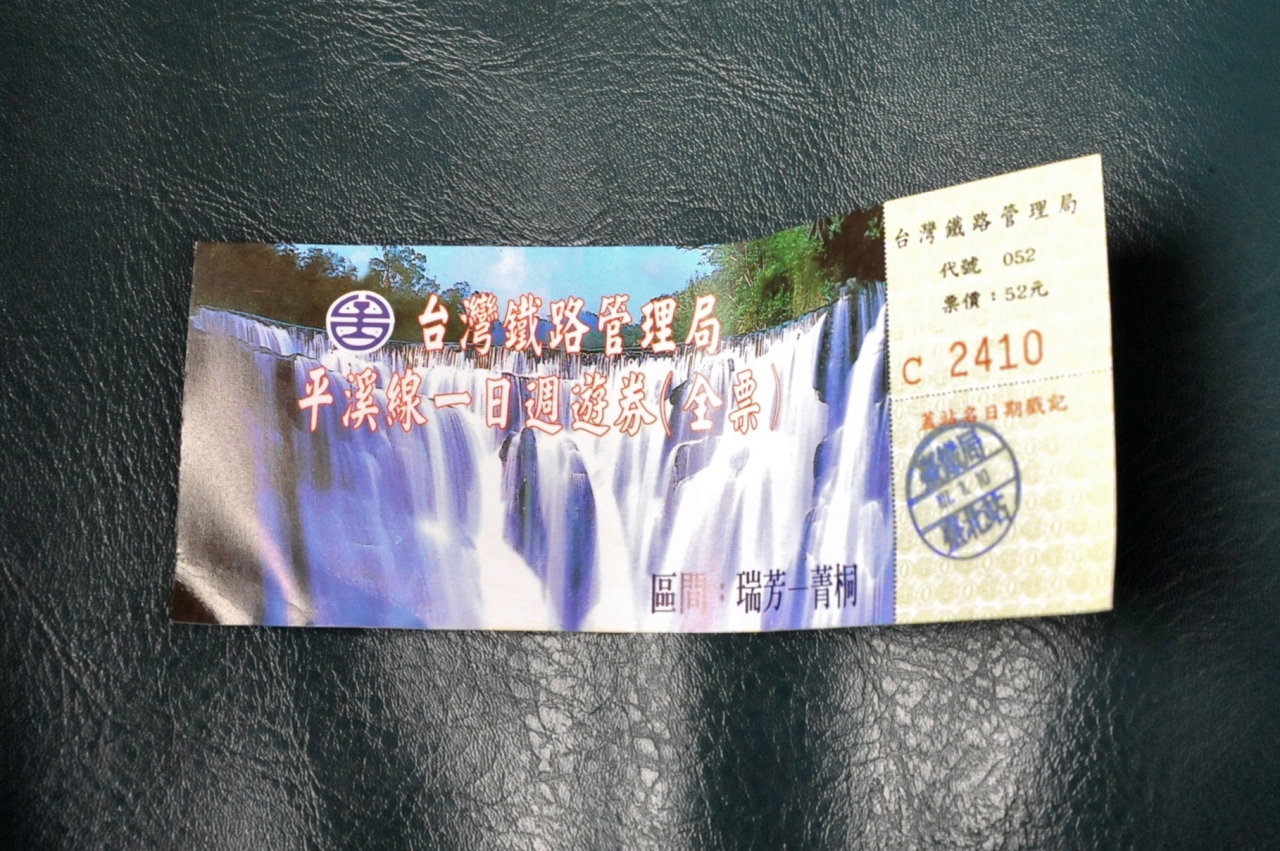 台灣鐵路管理局
平溪線一日週遊券(全票)
區間:瑞芳—菁桐
台灣鐵路管理局
代號 052
票價:52元
C 2410
蓋站名日期戳記
臺鐵局
10
臺北站